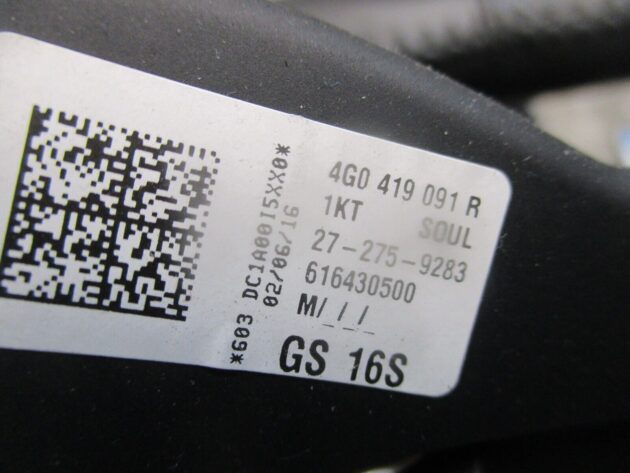 *603 DC1A00I5XX0*
02/06/16
4G0 419 091 R
1KT SOUL
27-275-9283
616430500
M/_/_/_
GS 16S